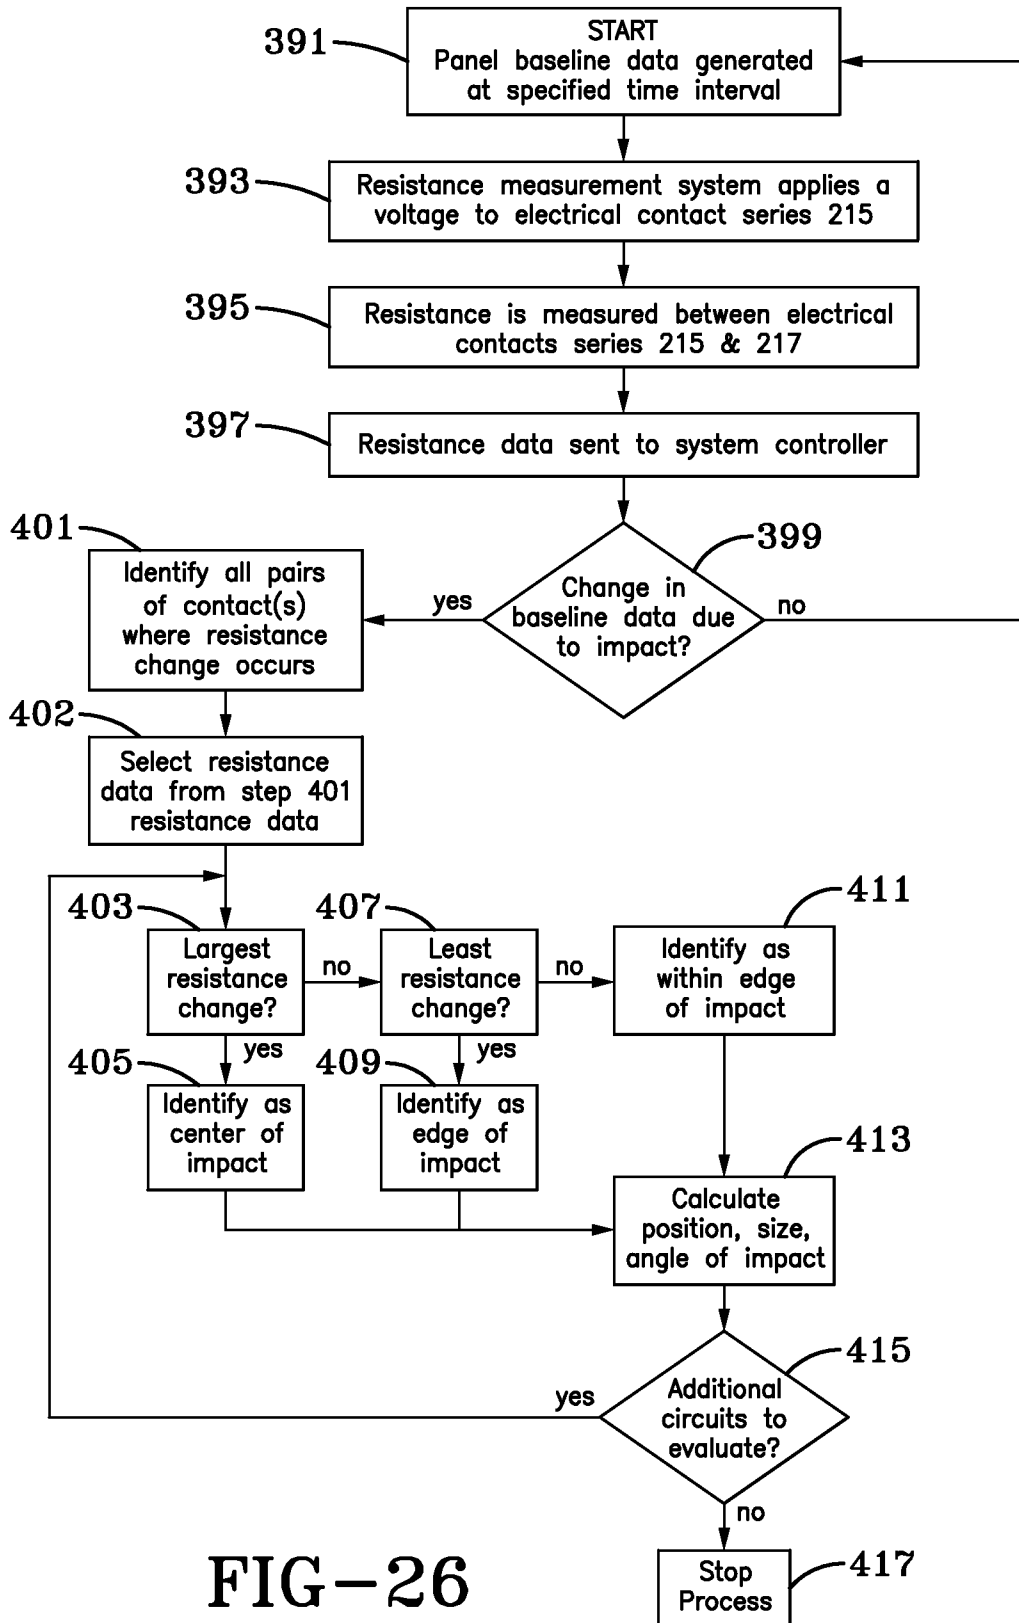 391
START
Panel baseline data generated
at specified time interval
393
Resistance measurement system applies a
voltage to electrical contact series 215
395
Resistance is measured between electrical
contacts series 215 & 217
397
Resistance data sent to system controller
399
Change in
baseline data due
to impact?
yes
no
401
Identify all pairs
of contact(s)
where resistance
change occurs
402
Select resistance
data from step 401
resistance data
403
Largest
resistance
change?
no
yes
407
Least
resistance
change?
no
yes
411
Identify as
within edge
of impact
405
Identify as
center of
impact
409
Identify as
edge of
impact
413
Calculate
position, size,
angle of impact
415
Additional
circuits to
evaluate?
yes
no
417
Stop
Process
FIG-26